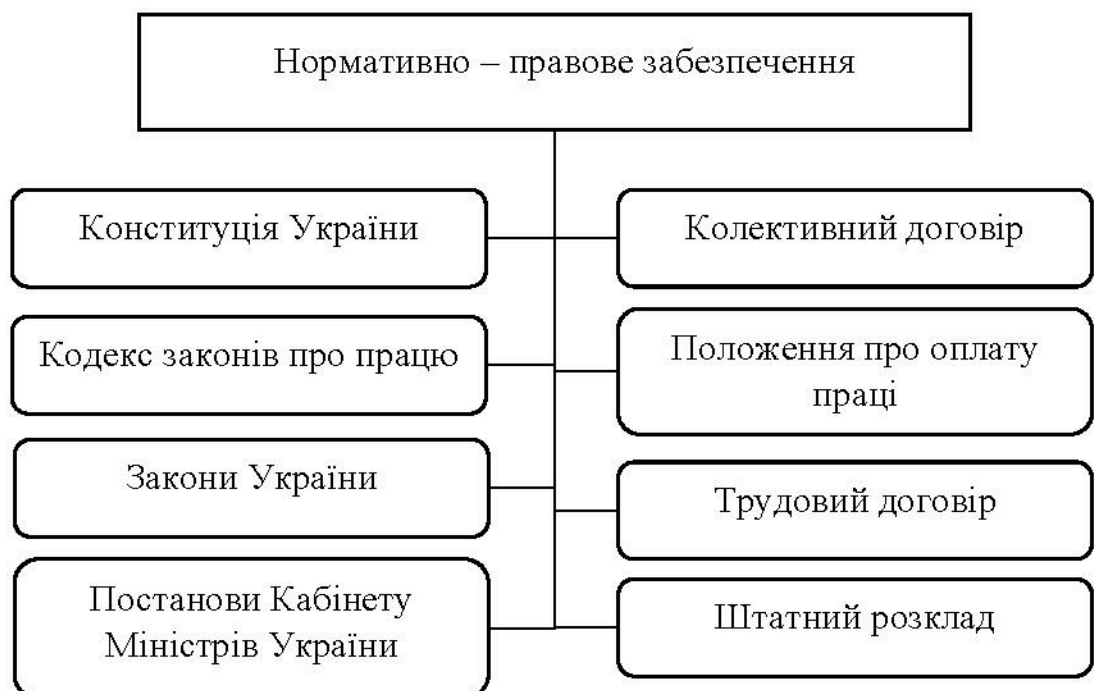 Нормативно – правове забезпечення
Конституція України
Кодекс законів про працю
Закони України
Постанови Кабінету
Міністрів України
Колективний договір
Положення про оплату
праці
Трудовий договір
Штатний розклад